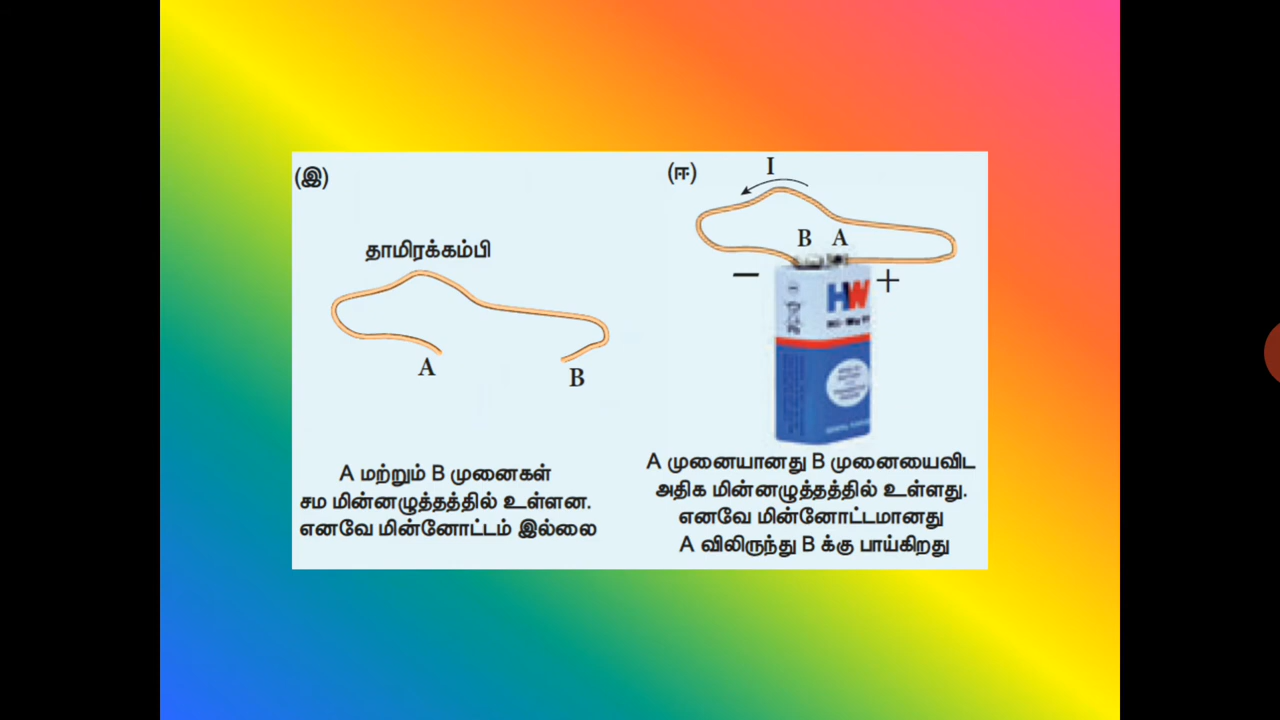 (இ)
தாமிரக்கம்பி
A
B
A மற்றும் B முனைகள்
சம மின்னழுத்தத்தில் உள்ளன.
எனவே மின்னோட்டம் இல்லை
(ஈ)
I
B A
− +
HW
A முனையானது B முனையைவிட
அதிக மின்னழுத்தத்தில் உள்ளது.
எனவே மின்னோட்டமானது
A விலிருந்து B க்கு பாய்கிறது